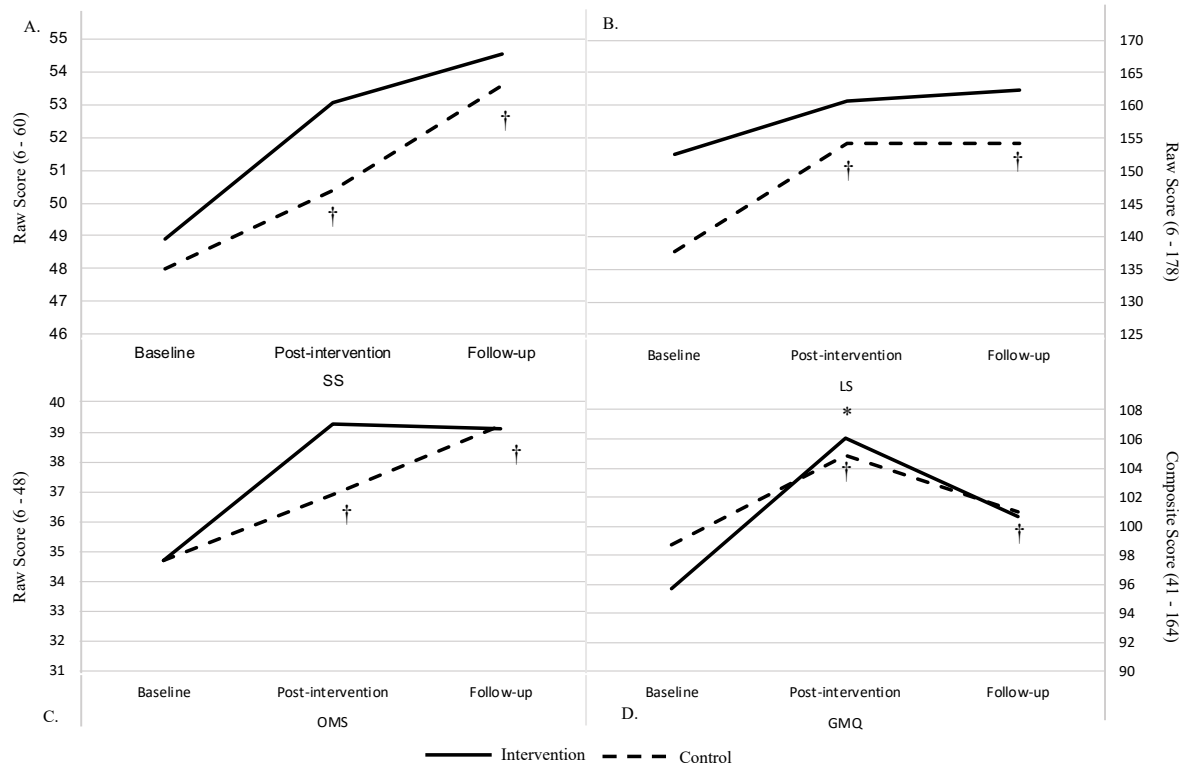 A.
55
54
53
52
51
50
49
48
47
46
Raw Score (6 - 60)
†
†
Baseline Post-intervention Follow-up
SS
B.
170
165
160
155
150
145
140
135
130
125
Raw Score (6 - 178)
†
†
Baseline Post-intervention Follow-up
LS
40
39
38
37
36
35
34
33
32
31
Raw Score (6 - 48)
†
†
Baseline Post-intervention Follow-up
C.
OMS
*
108
106
104
102
100
98
96
94
92
90
Composite Score (41 - 164)
†
†
Baseline Post-intervention Follow-up
D.
GMQ
Intervention Control